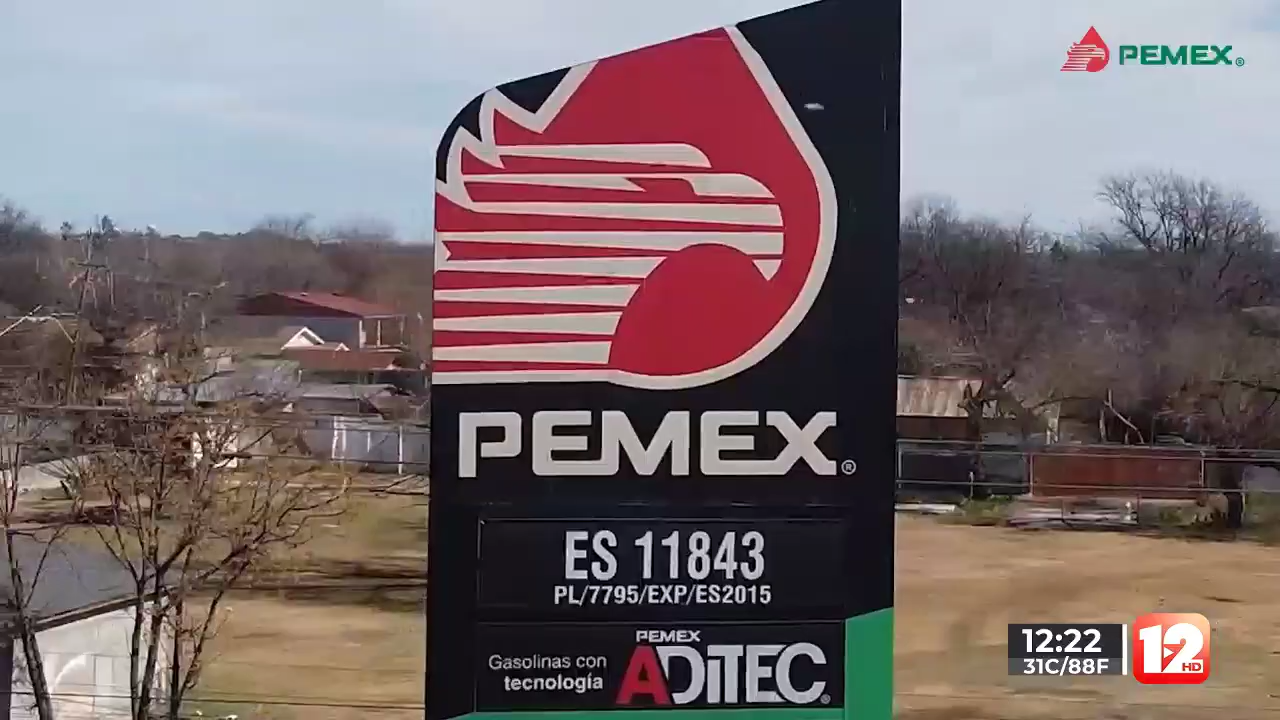 PEMEX®
PEMEX®
ES 11843
PL/7795/EXP/ES2015
PEMEX
Gasolinas con
tecnología
ADITEC®
12:22
31C/88F
12
HD